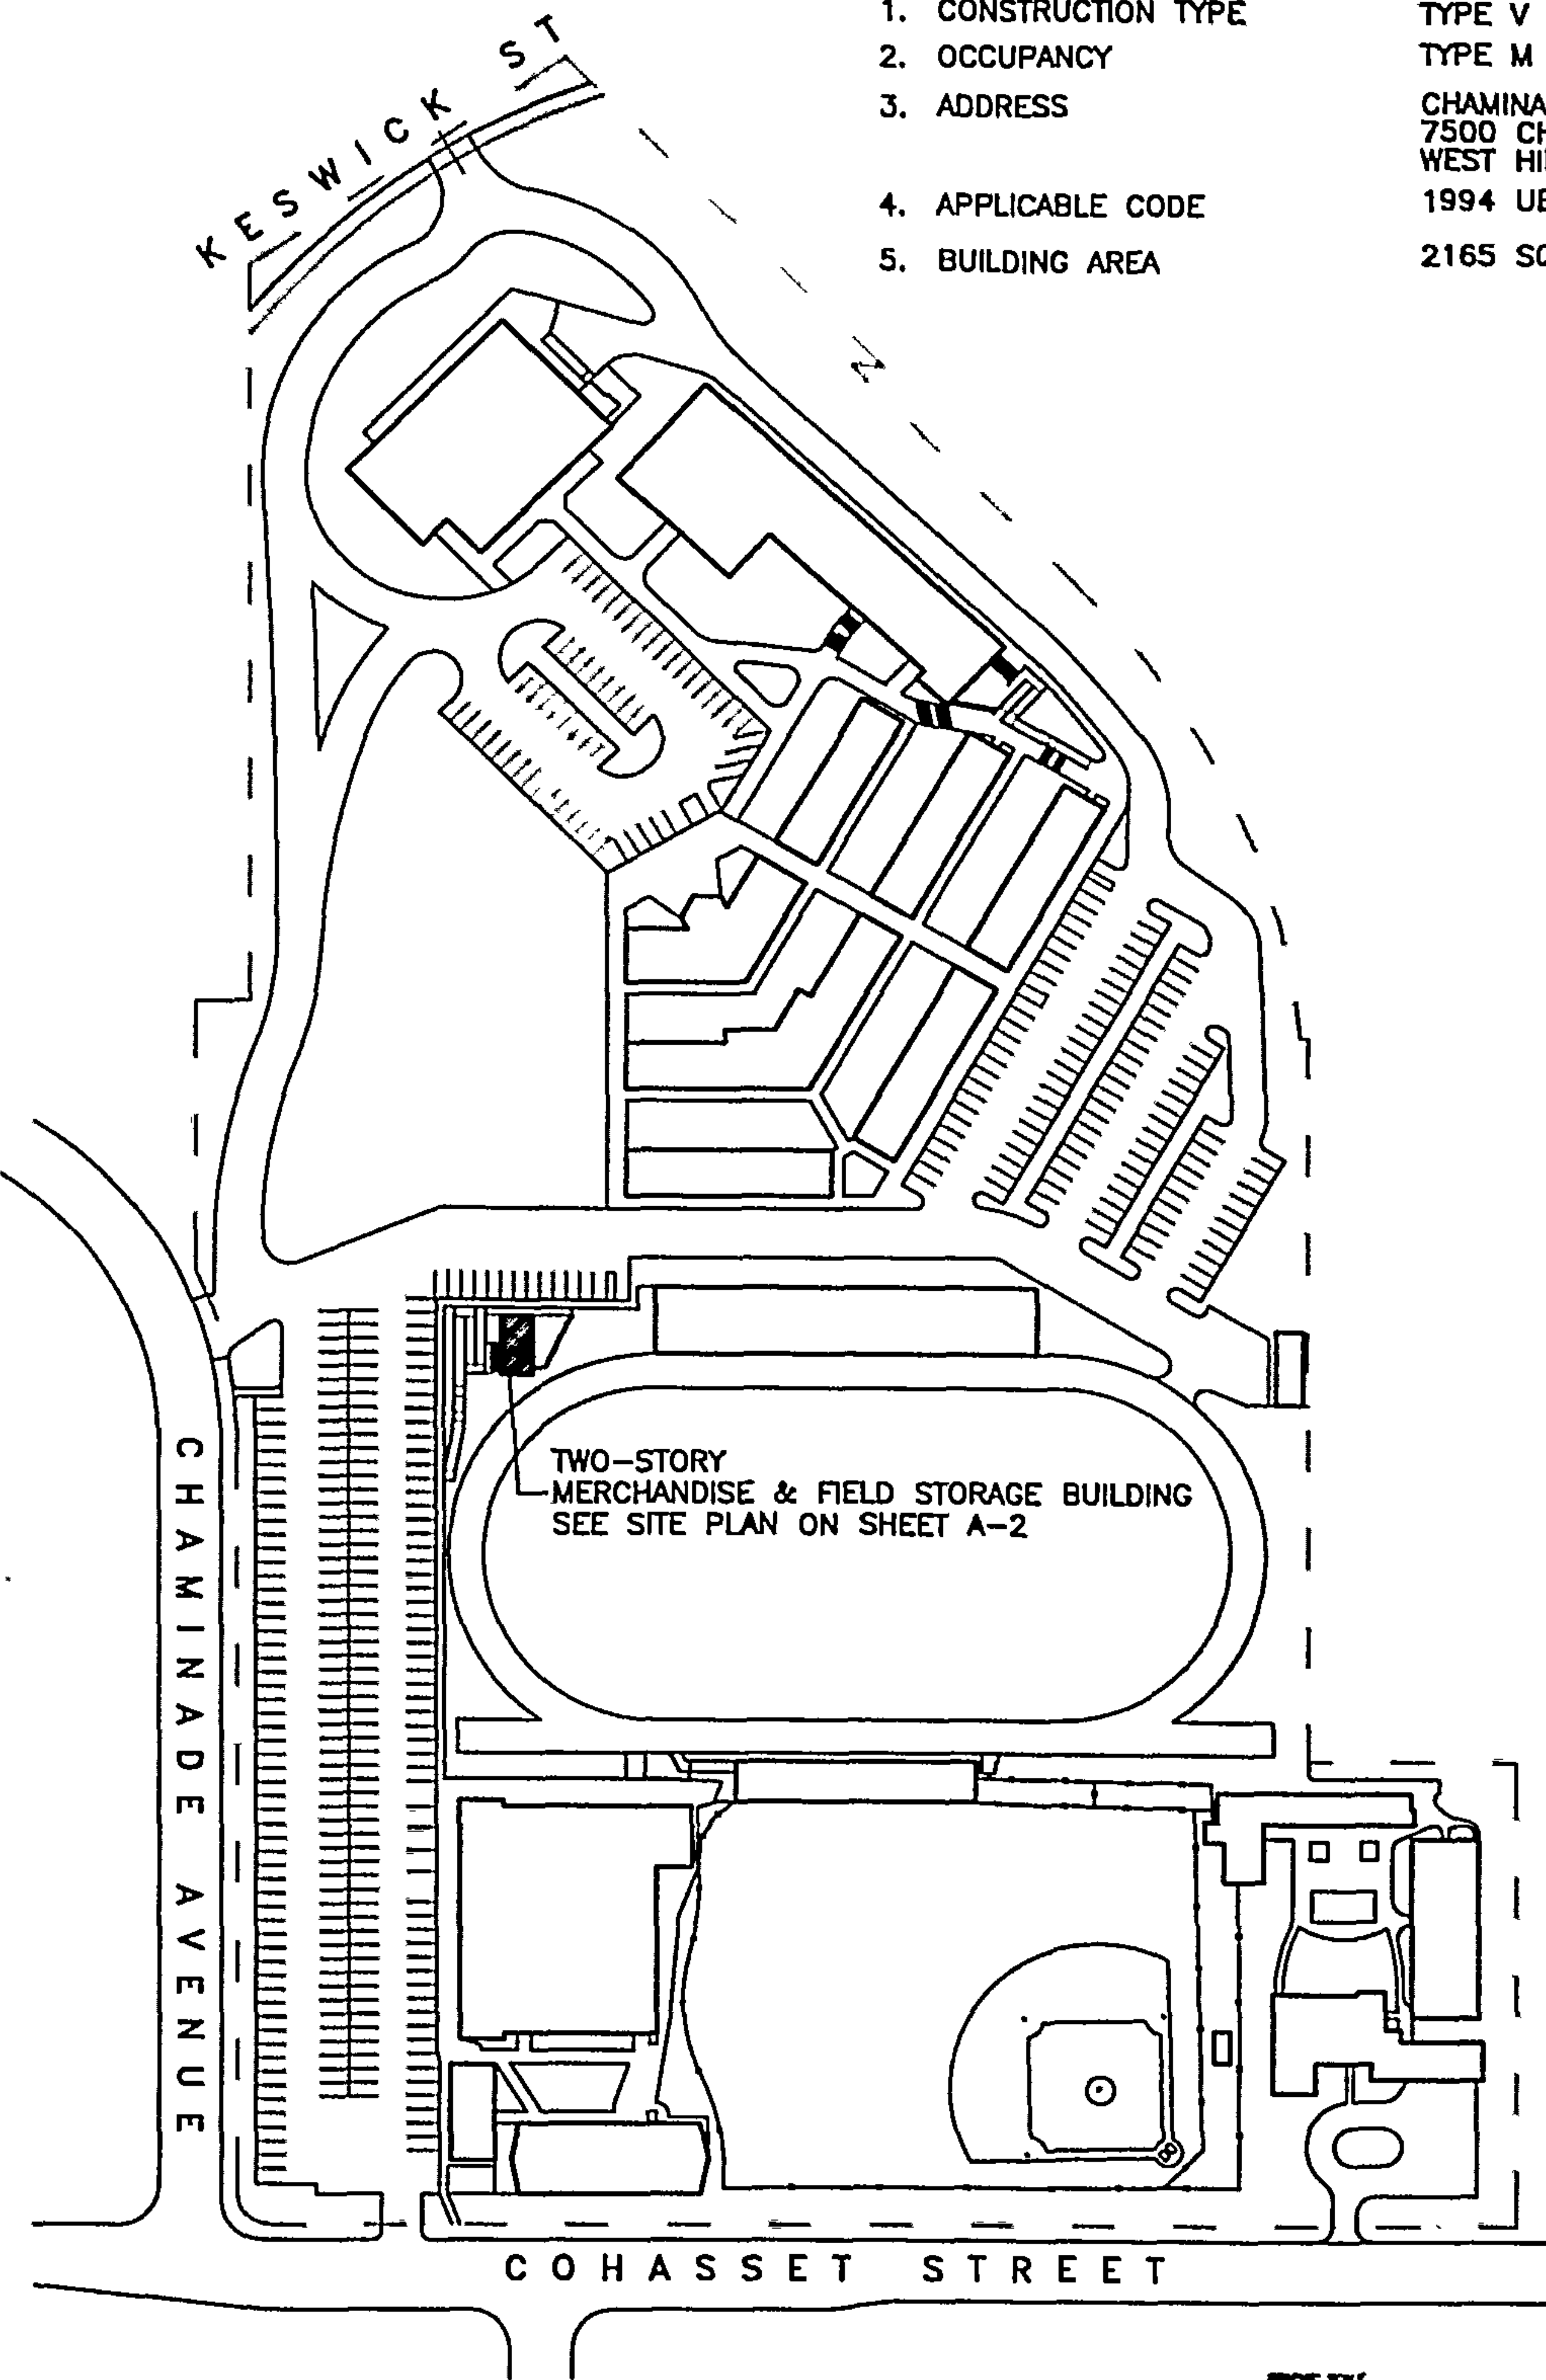 1. CONSTRUCTION TYPE TYPE V
2. OCCUPANCY TYPE M
3. ADDRESS CHAMINA
7500 CH
WEST HI
4. APPLICABLE CODE 1994 UB
5. BUILDING AREA 2165 SQ
KESWICK ST
N
TWO-STORY
MERCHANDISE & FIELD STORAGE BUILDING
SEE SITE PLAN ON SHEET A-2
CHAMINADE AVENUE
COHASSET STREET